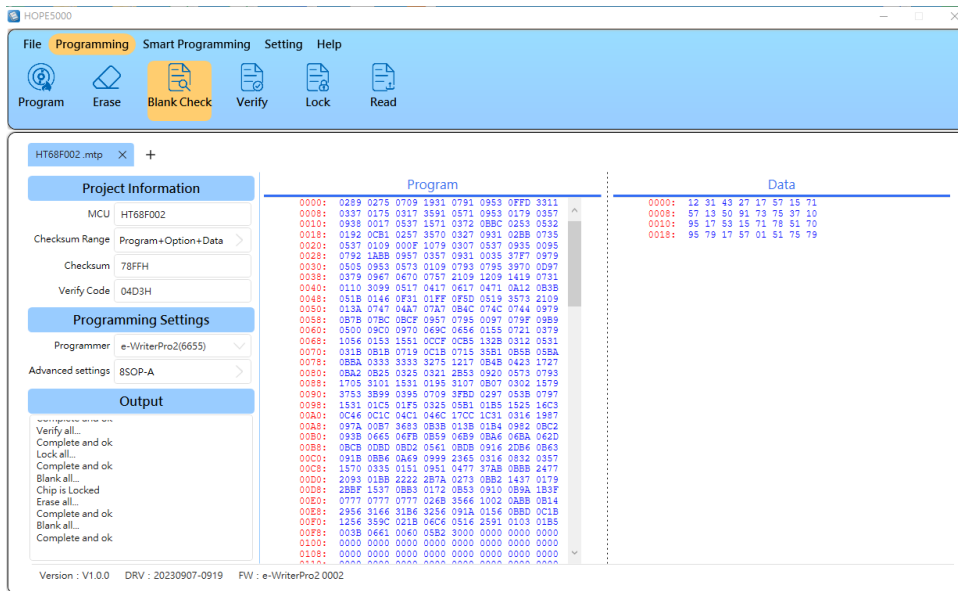 HOPE5000
File Programming Smart Programming Setting Help
Program Erase Blank Check Verify Lock Read
HT68F002 .mtp
Project Information
MCU HT68F002
Checksum Range Program+Option+Data
Checksum 78FFH
Verify Code 04D3H
Programming Settings
Programmer e-WriterPro2(6655)
Advanced settings 8SOP-A
Output
Verify all...
Complete and ok
Lock all...
Complete and ok
Blank all...
Chip is Locked
Erase all...
Complete and ok
Blank all...
Complete and ok
Program
0000: 0289 0275 0709 1931 0791 0953 0FFD 3311
0008: 0337 0175 0317 3591 0571 0953 0179 0357
0010: 0938 0017 0537 1571 0372 0BBC 0253 0532
0018: 0192 0CB1 0257 3570 0327 0931 02BB 0735
0020: 0537 0109 000F 1079 0307 0537 0935 0095
0028: 0792 1ABB 0957 0357 0931 0035 37F7 0979
0030: 0505 0953 0573 0109 0793 0795 3970 0D97
0038: 0379 0967 0670 0757 2109 1209 1419 0731
0040: 0110 3099 0517 0417 0617 0471 0A12 0B3B
0048: 051B 0146 0F31 01FF 0F5D 0519 3573 2109
0050: 013A 0747 04A7 07A7 0B4C 074C 0744 0979
0058: 0B7B 07BC 0BCF 0957 0795 0097 079F 09B9
0060: 0500 09C0 0970 069C 0656 0155 0721 0379
0068: 1056 0153 1551 0CCF 0CB5 132B 0312 0531
0070: 031B 0B1B 0719 0C1B 0715 35B1 0B5B 05BA
0078: 0BBA 0333 3333 3275 1217 0B4B 0423 1727
0080: 0BA2 0B25 0325 0321 2B53 0920 0573 0793
0088: 1705 3101 1531 0195 3107 0B07 0302 1579
0090: 3753 3B99 0395 0709 3FBD 0297 053B 0797
0098: 1531 01C5 01F5 0325 05B1 01B5 1525 16C3
00A0: 0C46 0C1C 04C1 046C 17CC 1C31 0316 1987
00A8: 097A 00B7 3683 0B3B 013B 01B4 0982 0BC2
00B0: 093B 0665 06FB 0B59 06B9 0BA6 06BA 062D
00B8: 0BCB 0DBD 0BD2 0561 0BDB 0916 2DB6 0B63
00C0: 091B 0BB6 0A69 0999 2365 0316 0832 0357
00C8: 1570 0335 0151 0951 0477 37AB 0BBB 2477
00D0: 2093 01BB 2222 2B7A 0273 0BB2 1437 0179
00D8: 2BBF 1537 0BB3 0172 0B53 0910 0B9A 1B3F
00E0: 0777 0777 0777 026B 3566 1002 0ABB 0B14
00E8: 2956 3166 31B6 3256 091A 0156 0BBD 0C1B
00F0: 1256 359C 021B 06C6 0516 2591 0103 01B5
00F8: 003B 0661 0060 05B2 3000 0000 0000 0000
0100: 0000 0000 0000 0000 0000 0000 0000 0000
0108: 0000 0000 0000 0000 0000 0000 0000 0000
Data
0000: 12 31 43 27 17 57 15 71
0008: 57 13 50 91 73 75 37 10
0010: 95 17 53 15 71 78 51 70
0018: 95 79 17 57 01 51 75 79
Version : V1.0.0 DRV : 20230907-0919 FW : e-WriterPro2 0002